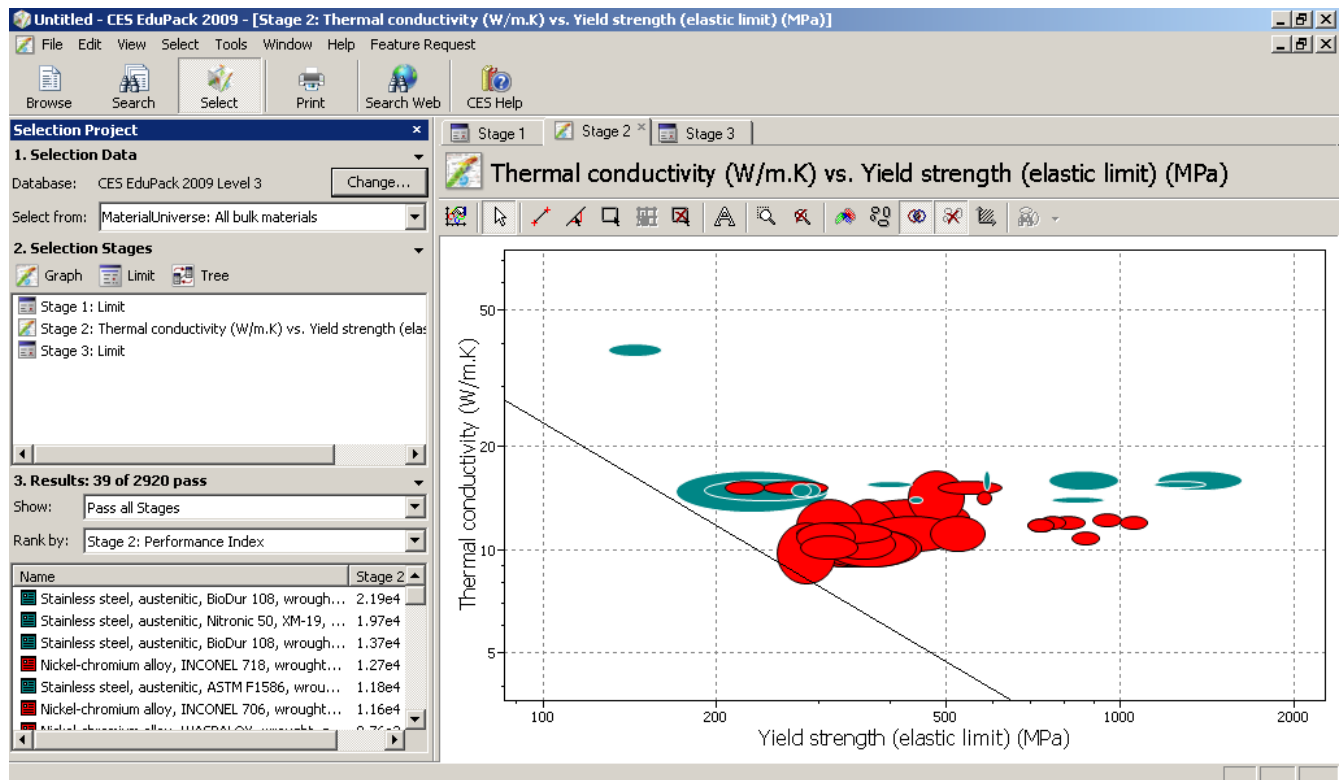 Untitled - CES EduPack 2009 - [Stage 2: Thermal conductivity (W/m.K) vs. Yield strength (elastic limit) (MPa)]
File Edit View Select Tools Window Help Feature Request
Browse Search Select Print Search Web CES Help
Selection Project
1. Selection Data
Database: CES EduPack 2009 Level 3 Change...
Select from: MaterialUniverse: All bulk materials
2. Selection Stages
Graph Limit Tree
Stage 1: Limit
Stage 2: Thermal conductivity (W/m.K) vs. Yield strength (elas
Stage 3: Limit
3. Results: 39 of 2920 pass
Show: Pass all Stages
Rank by: Stage 2: Performance Index
Name Stage 2
Stainless steel, austenitic, BioDur 108, wrough... 2.19e4
Stainless steel, austenitic, Nitronic 50, XM-19, ... 1.97e4
Stainless steel, austenitic, BioDur 108, wrough... 1.37e4
Nickel-chromium alloy, INCONEL 718, wrought... 1.27e4
Stainless steel, austenitic, ASTM F1586, wrou... 1.18e4
Nickel-chromium alloy, INCONEL 706, wrought... 1.16e4
Stage 1 Stage 2 Stage 3
Thermal conductivity (W/m.K) vs. Yield strength (elastic limit) (MPa)
Thermal conductivity (W/m.K)
50
20
10
5
100 200 500 1000 2000
Yield strength (elastic limit) (MPa)